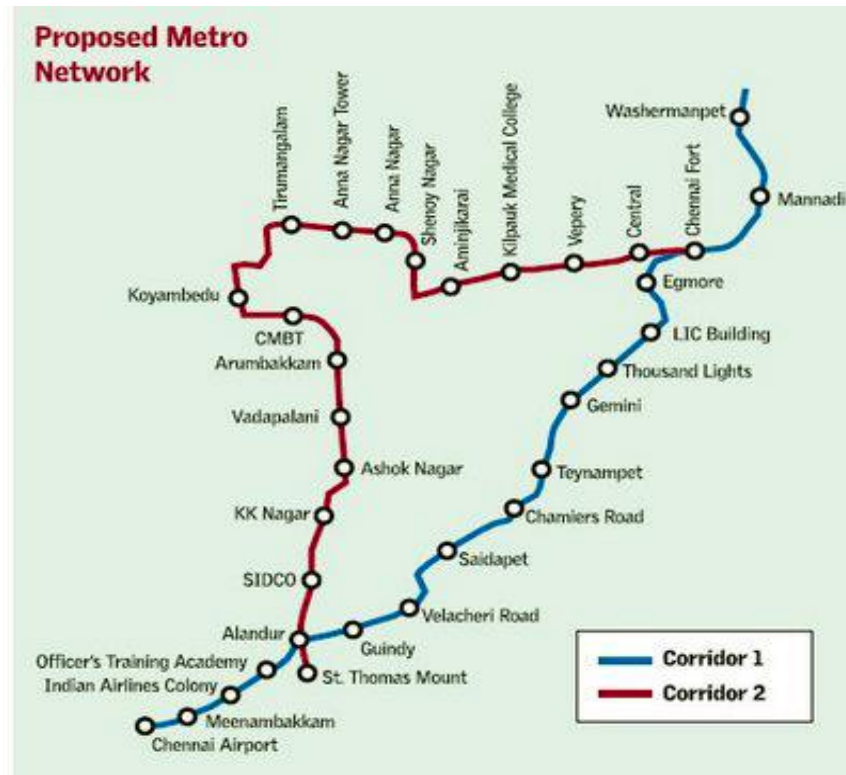 Proposed Metro
Network
Tirumangalam
Anna Nagar Tower
Anna Nagar
Shenoy Nagar
Aminjikarai
Kilpauk Medical College
Vepery
Central
Chennai Fort
Washermanpet
Mannadi
Egmore
LIC Building
Thousand Lights
Gemini
Teynampet
Chamiers Road
Saidapet
Velacheri Road
Guindy
Koyambedu
CMBT
Arumbakkam
Vadapalani
Ashok Nagar
KK Nagar
SIDCO
Alandur
St. Thomas Mount
Officer's Training Academy
Indian Airlines Colony
Meenambakkam
Chennai Airport
Corridor 1
Corridor 2